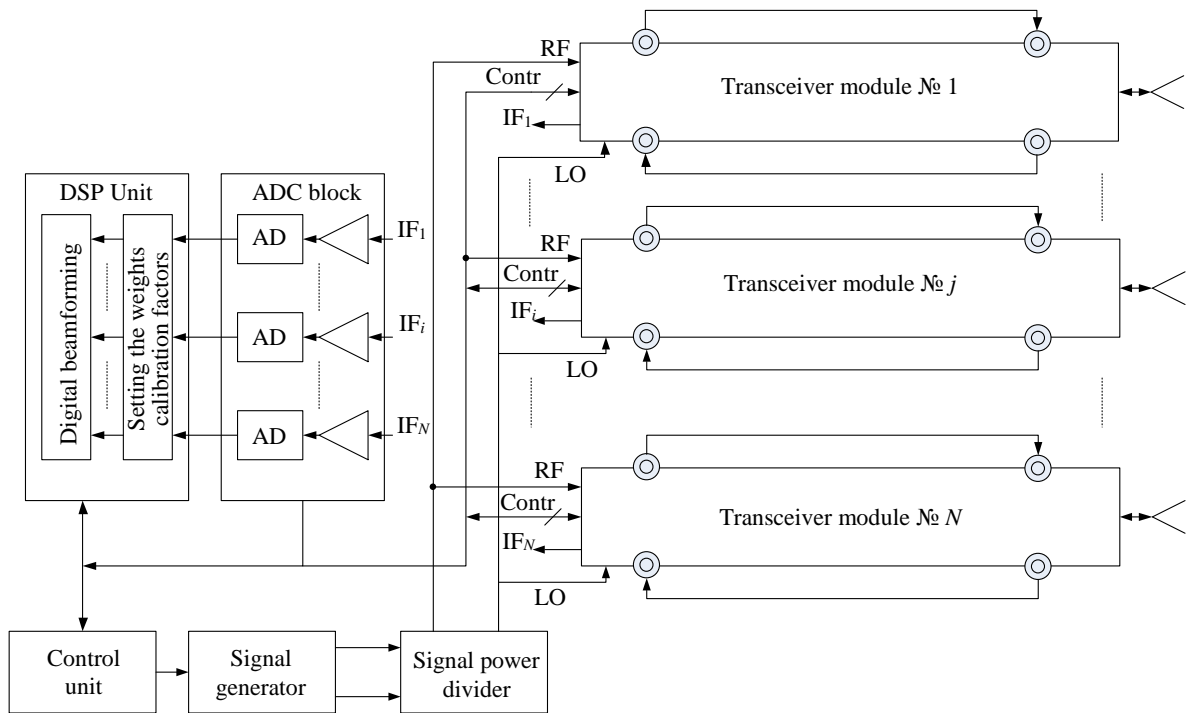 RF
Contr
Transceiver module № 1
IF1
LO
DSP Unit
ADC block
Digital beamforming
Setting the weights
calibration factors
AD
IF1
AD
IFi
AD
IFN
RF
Contr
Transceiver module № j
IFi
LO
RF
Contr
Transceiver module № N
IFN
LO
Control
unit
Signal
generator
Signal power
divider